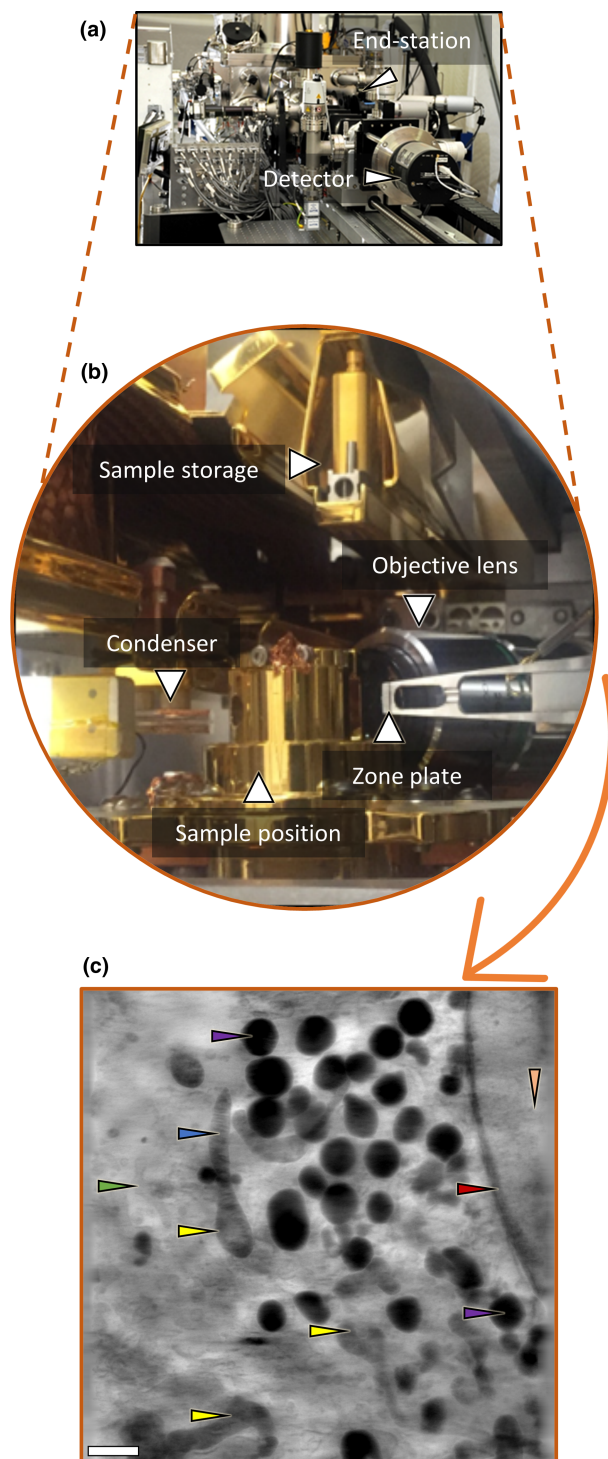 (a)
End-station
Detector
(b)
Sample storage
Objective lens
Condenser
Zone plate
Sample position
(c)